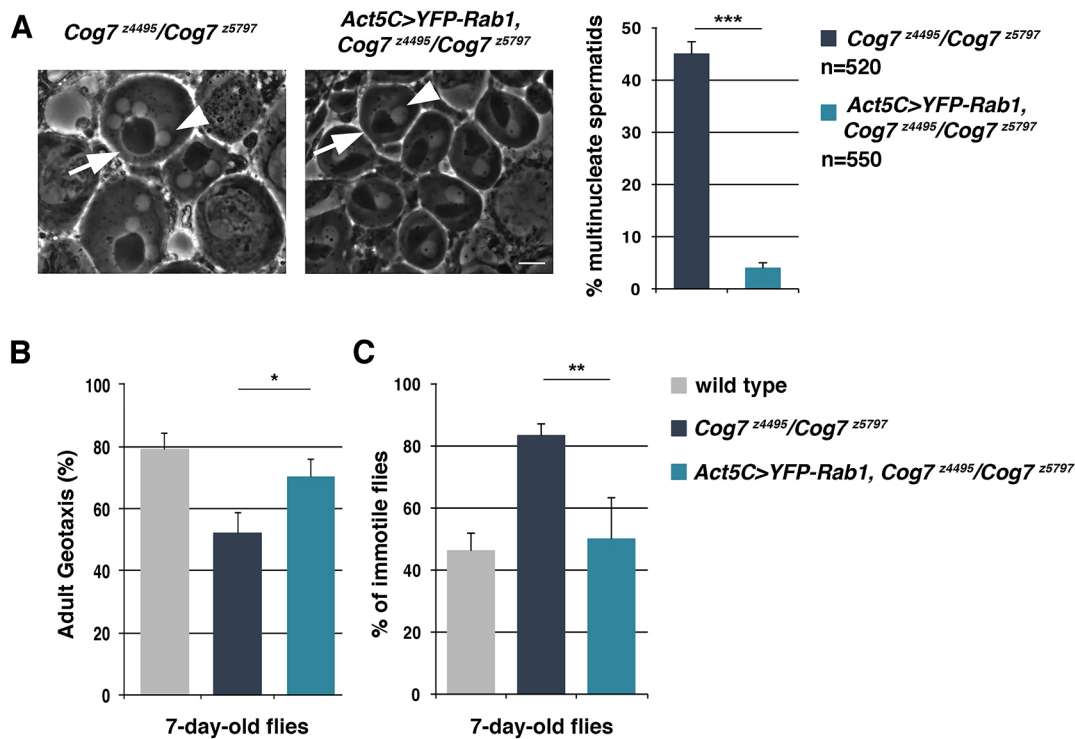 A
Cog7 z4495/Cog7 z5797
Act5C>YFP-Rab1,
Cog7 z4495/Cog7 z5797
% multinucleate spermatids
50
40
30
20
10
0
***
Cog7 z4495/Cog7 z5797
n=520
Act5C>YFP-Rab1,
Cog7 z4495/Cog7 z5797
n=550
B
Adult Geotaxis (%)
100
80
60
40
20
0
*
7-day-old flies
C
% of immotile flies
100
80
60
40
20
0
**
7-day-old flies
wild type
Cog7 z4495/Cog7 z5797
Act5C>YFP-Rab1, Cog7 z4495/Cog7 z5797